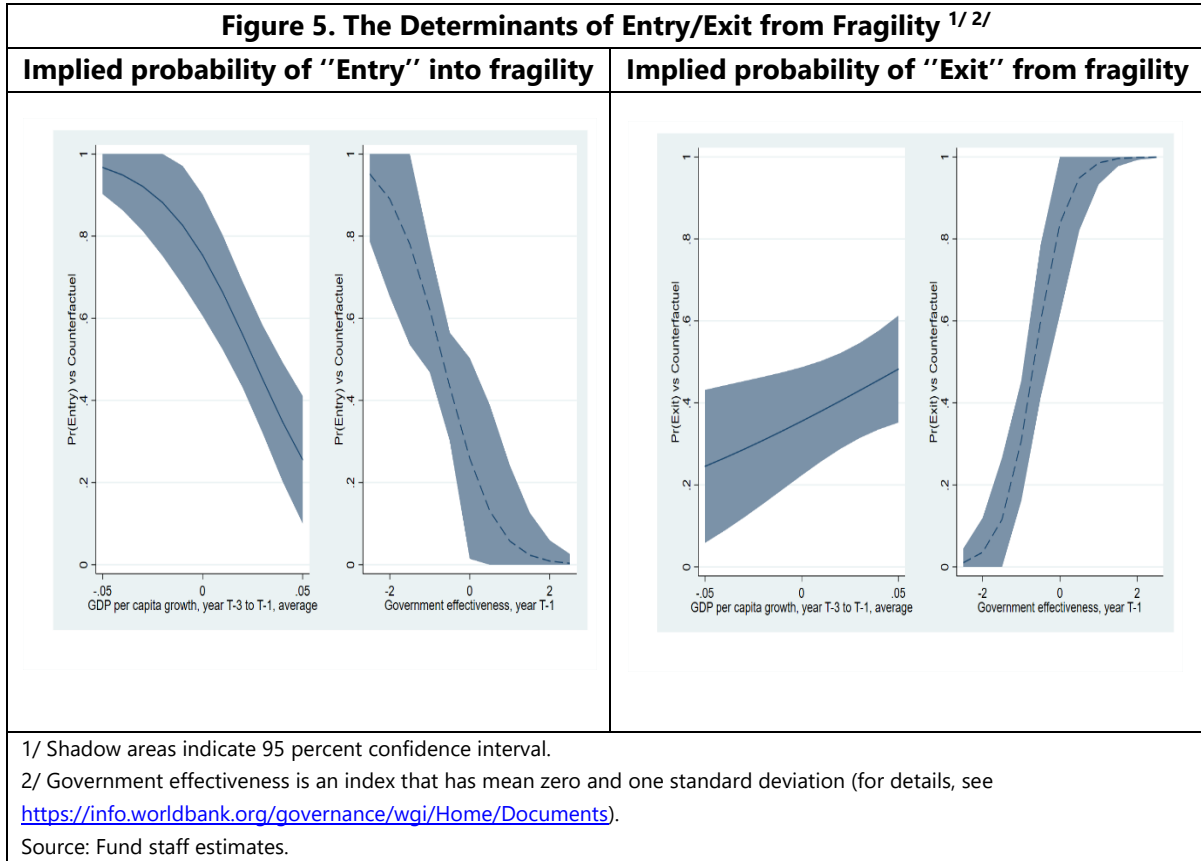 Figure 5. The Determinants of Entry/Exit from Fragility 1/ 2/
Implied probability of ‘‘Entry’’ into fragility
Implied probability of ‘‘Exit’’ from fragility
Pr(Entry) vs Counterfactuel
0 .2 .4 .6 .8 1
-.05 0 .05
GDP per capita growth, year T-3 to T-1, average
Pr(Entry) vs Counterfactuel
0 .2 .4 .6 .8 1
-2 0 2
Government effectiveness, year T-1
Pr(Exit) vs Counterfactuel
0 .2 .4 .6 .8 1
-.05 0 .05
GDP per capita growth, year T-3 to T-1, average
Pr(Exit) vs Counterfactuel
0 .2 .4 .6 .8 1
-2 0 2
Government effectiveness, year T-1
1/ Shadow areas indicate 95 percent confidence interval.
2/ Government effectiveness is an index that has mean zero and one standard deviation (for details, see
https://info.worldbank.org/governance/wgi/Home/Documents).
Source: Fund staff estimates.